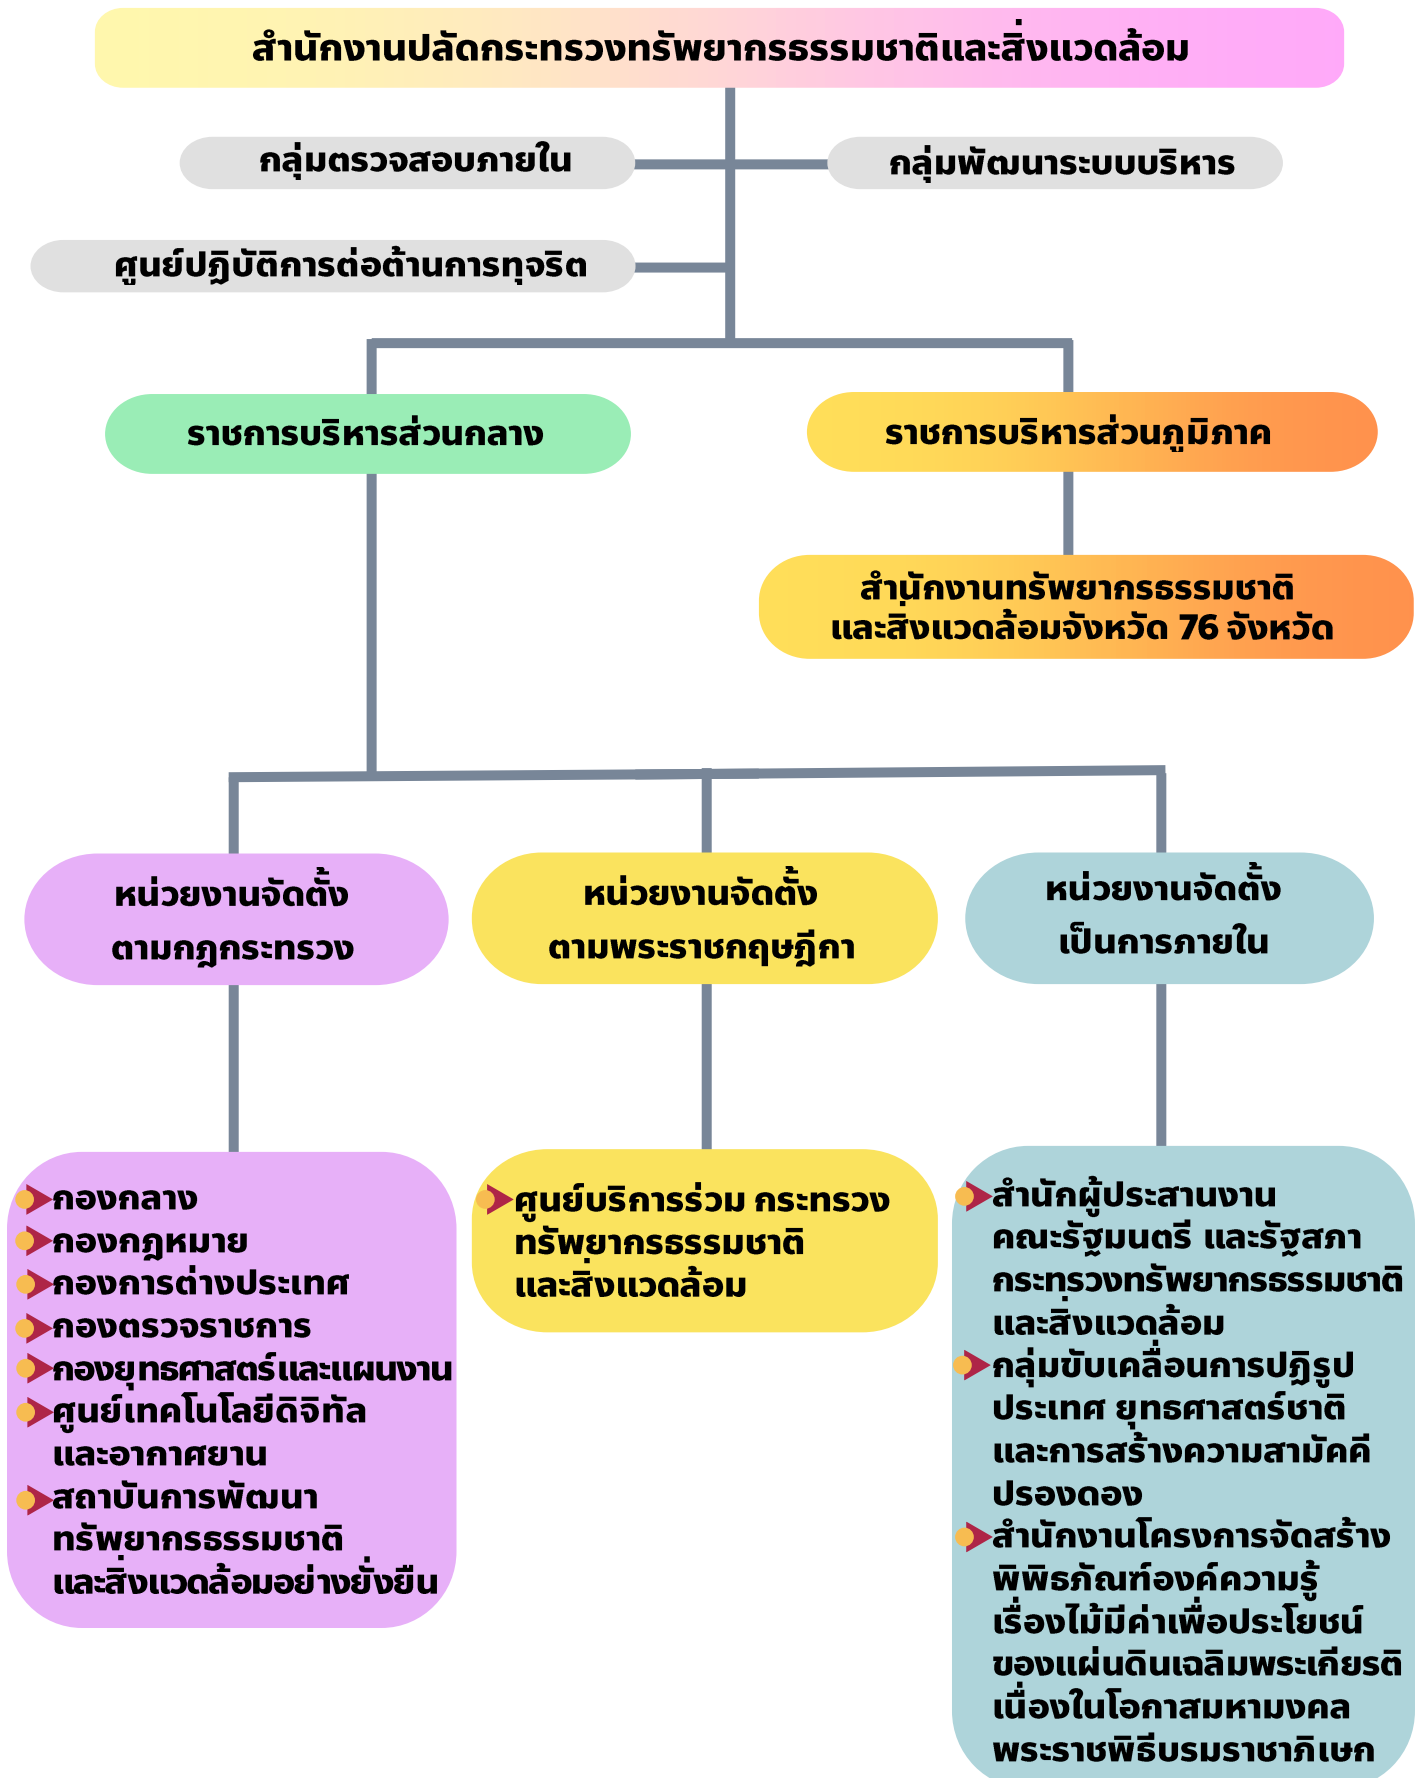 สำนักงานปลัดกระทรวงทรัพยากรธรรมชาติและสิ่งแวดล้อม
กลุ่มตรวจสอบภายใน
กลุ่มพัฒนาระบบบริหาร
ศูนย์ปฏิบัติการต่อต้านการทุจริต
ราชการบริหารส่วนกลาง
ราชการบริหารส่วนภูมิภาค
สำนักงานทรัพยากรธรรมชาติ
และสิ่งแวดล้อมจังหวัด 76 จังหวัด
หน่วยงานจัดตั้ง
ตามกฎกระทรวง
หน่วยงานจัดตั้ง
ตามพระราชกฤษฎีกา
หน่วยงานจัดตั้ง
เป็นการภายใน
กองกลาง
กองกฎหมาย
กองการต่างประเทศ
กองตรวจราชการ
กองยุทธศาสตร์และแผนงาน
ศูนย์เทคโนโลยีดิจิทัล
และอากาศยาน
สถาบันการพัฒนา
ทรัพยากรธรรมชาติ
และสิ่งแวดล้อมอย่างยั่งยืน
ศูนย์บริการร่วม กระทรวง
ทรัพยากรธรรมชาติ
และสิ่งแวดล้อม
สำนักผู้ประสานงาน
คณะรัฐมนตรี และรัฐสภา
กระทรวงทรัพยากรธรรมชาติ
และสิ่งแวดล้อม
กลุ่มขับเคลื่อนการปฏิรูป
ประเทศ ยุทธศาสตร์ชาติ
และการสร้างความสามัคคี
ปรองดอง
สำนักงานโครงการจัดสร้าง
พิพิธภัณฑ์องค์ความรู้
เรื่องไม้มีค่าเพื่อประโยชน์
ของแผ่นดินเฉลิมพระเกียรติ
เนื่องในโอกาสมหามงคล
พระราชพิธีบรมราชาภิเษก